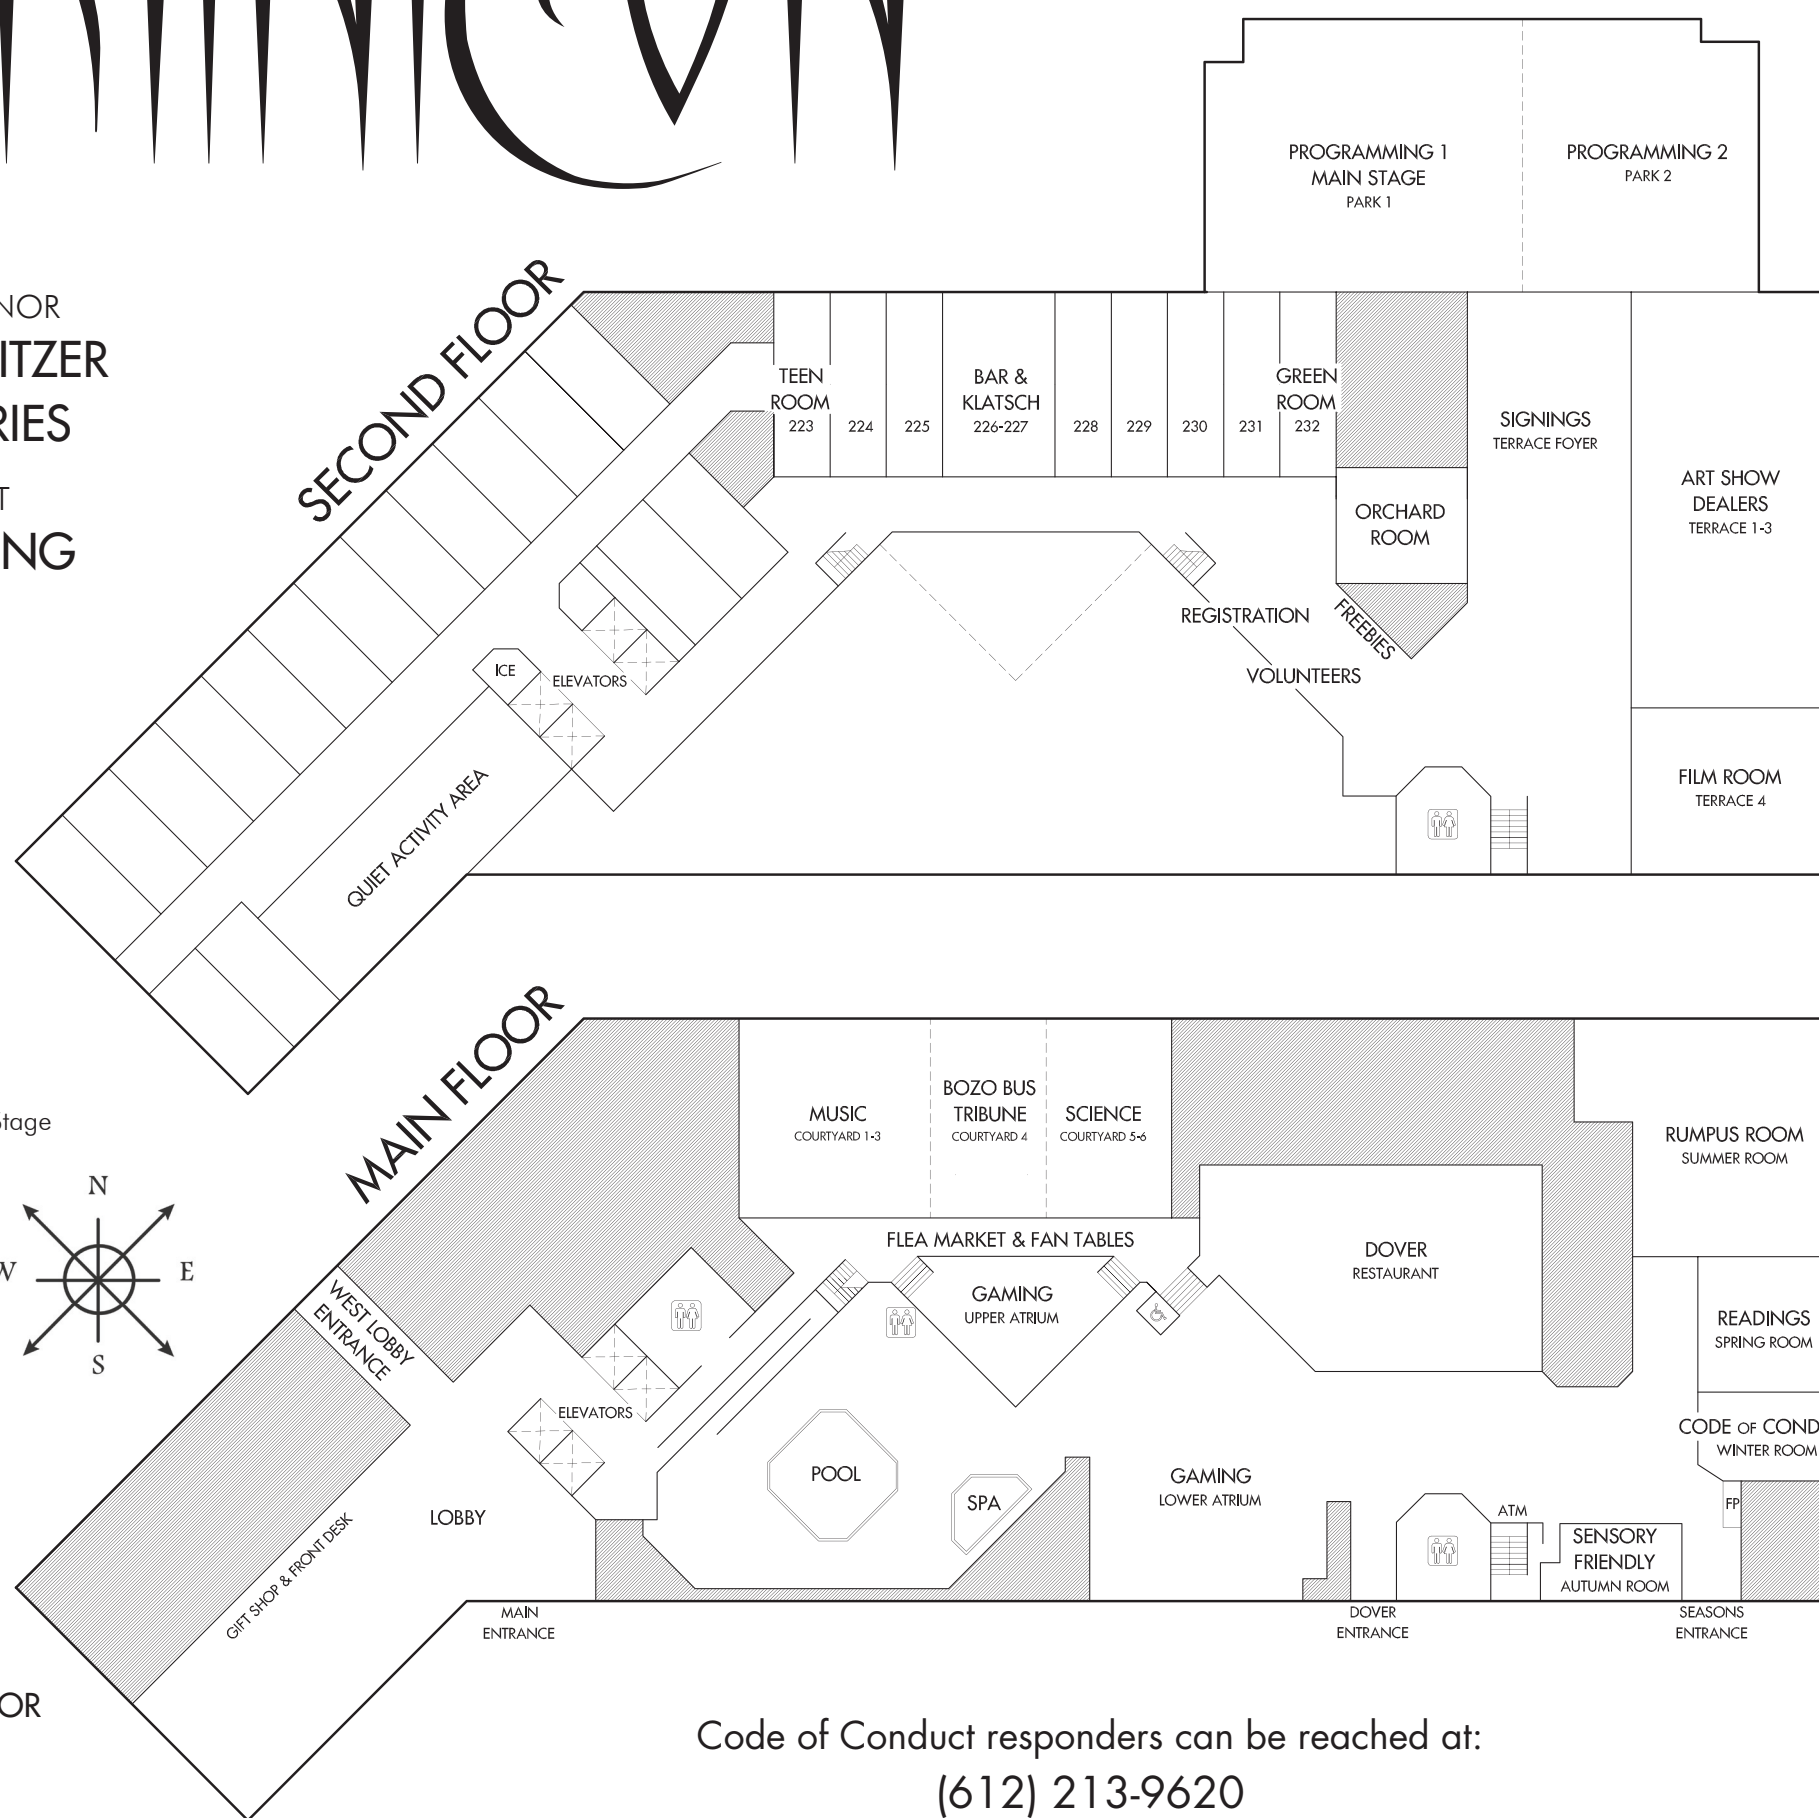 NOR
ITZER
RIES
T
NG
SECOND FLOOR
PROGRAMMING 1
MAIN STAGE
PARK 1
PROGRAMMING 2
PARK 2
TEEN
ROOM
223
224
225
BAR &
KLATSCH
226-227
228
229
230
231
GREEN
ROOM
232
SIGNINGS
TERRACE FOYER
ART SHOW
DEALERS
TERRACE 1-3
ORCHARD
ROOM
REGISTRATION
FREEBIES
VOLUNTEERS
ICE
ELEVATORS
QUIET ACTIVITY AREA
FILM ROOM
TERRACE 4
MAIN FLOOR
Stage
N
W
E
S
MUSIC
COURTYARD 1-3
BOZO BUS
TRIBUNE
COURTYARD 4
SCIENCE
COURTYARD 5-6
RUMPUS ROOM
SUMMER ROOM
FLEA MARKET & FAN TABLES
DOVER
RESTAURANT
GAMING
UPPER ATRIUM
WEST LOBBY
ENTRANCE
READINGS
SPRING ROOM
ELEVATORS
CODE OF COND
WINTER ROOM
POOL
SPA
GAMING
LOWER ATRIUM
LOBBY
ATM
FP
SENSORY
FRIENDLY
AUTUMN ROOM
GIFT SHOP & FRONT DESK
MAIN
ENTRANCE
DOVER
ENTRANCE
SEASONS
ENTRANCE
OR
Code of Conduct responders can be reached at:
(612) 213-9620